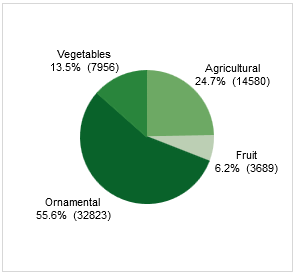 Vegetables
13.5% (7956)
Agricultural
24.7% (14580)
Fruit
6.2% (3689)
Ornamental
55.6% (32823)